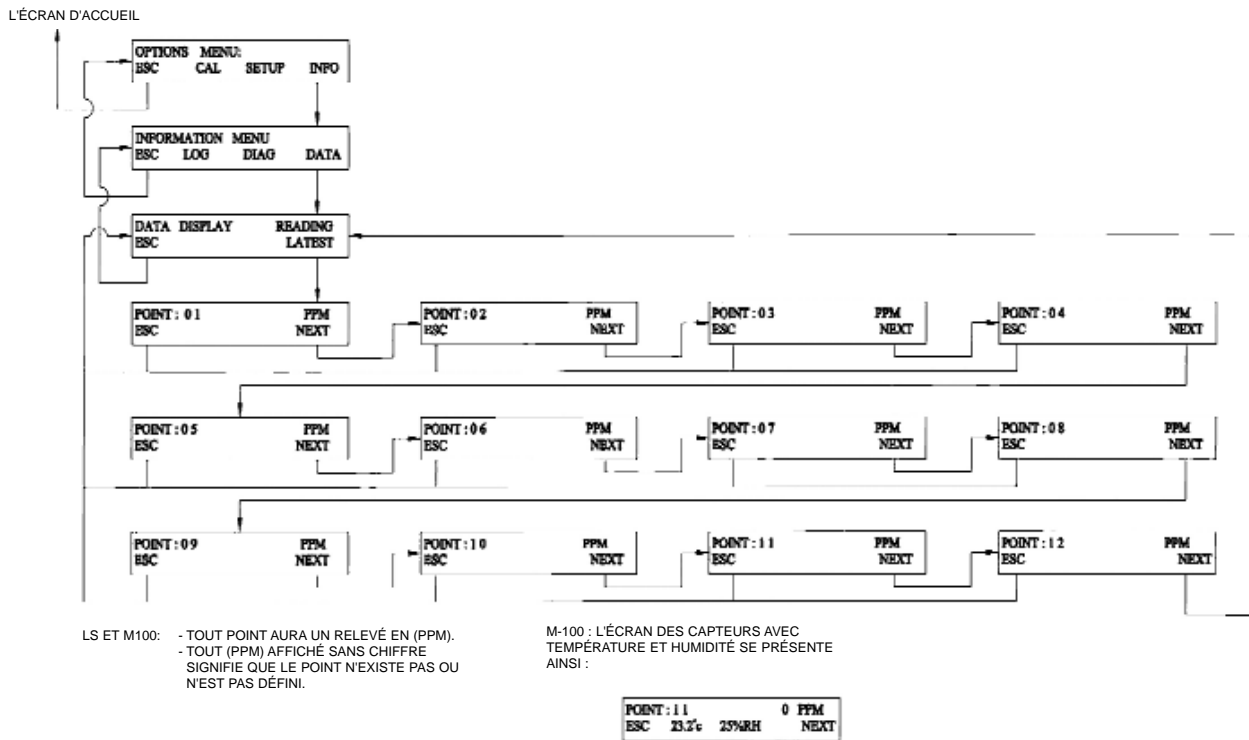 L'ÉCRAN D'ACCUEIL
OPTIONS MENU:
ESC CAL SETUP INFO
INFORMATION MENU
ESC LOG DIAG DATA
DATA DISPLAY READING
ESC LATEST
POINT:01 PPM
ESC NEXT
POINT:02 PPM
ESC NEXT
POINT:03 PPM
ESC NEXT
POINT:04 PPM
ESC NEXT
POINT:05 PPM
ESC NEXT
POINT:06 PPM
ESC NEXT
POINT:07 PPM
ESC NEXT
POINT:08 PPM
ESC NEXT
POINT:09 PPM
ESC NEXT
POINT:10 PPM
ESC NEXT
POINT:11 PPM
ESC NEXT
POINT:12 PPM
ESC NEXT
LS ET M100: - TOUT POINT AURA UN RELEVÉ EN (PPM).
- TOUT (PPM) AFFICHÉ SANS CHIFFRE
SIGNIFIE QUE LE POINT N'EXISTE PAS OU
N'EST PAS DÉFINI.
M-100 : L'ÉCRAN DES CAPTEURS AVEC
TEMPÉRATURE ET HUMIDITÉ SE PRÉSENTE
AINSI :
POINT:11 0 PPM
ESC 23.2°c 25%RH NEXT